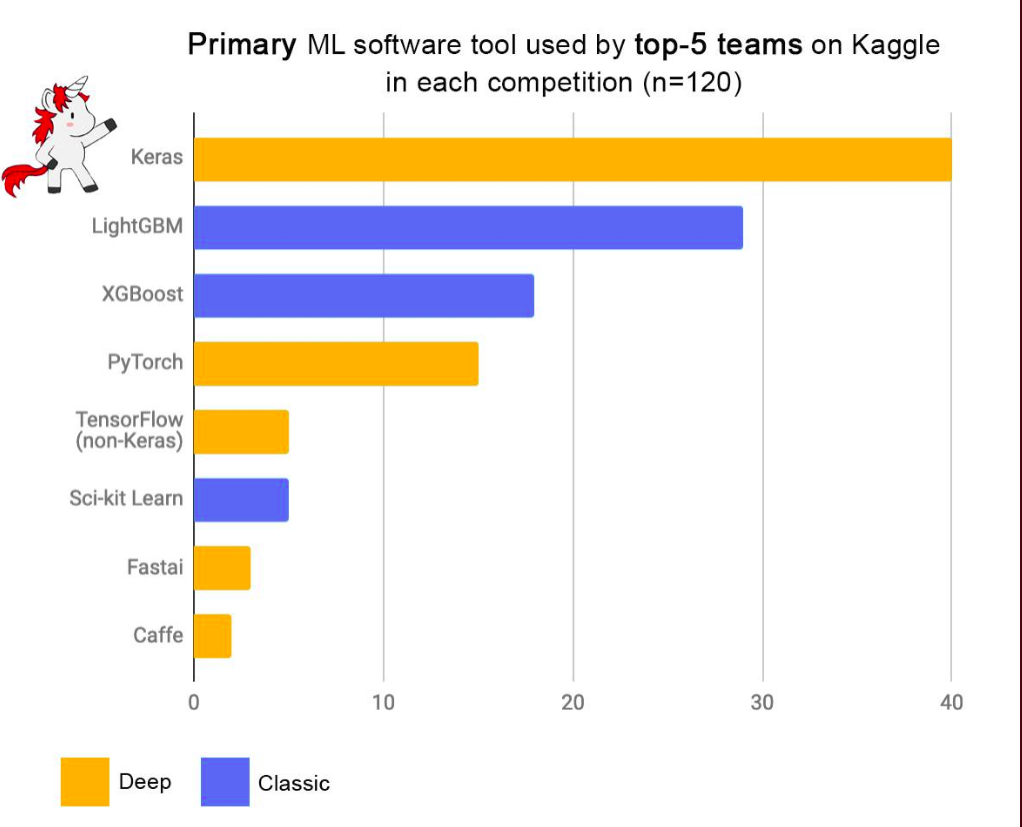 Primary ML software tool used by top-5 teams on Kaggle
in each competition (n=120)
Keras
LightGBM
XGBoost
PyTorch
TensorFlow
(non-Keras)
Sci-kit Learn
Fastai
Caffe
0 10 20 30 40
Deep Classic